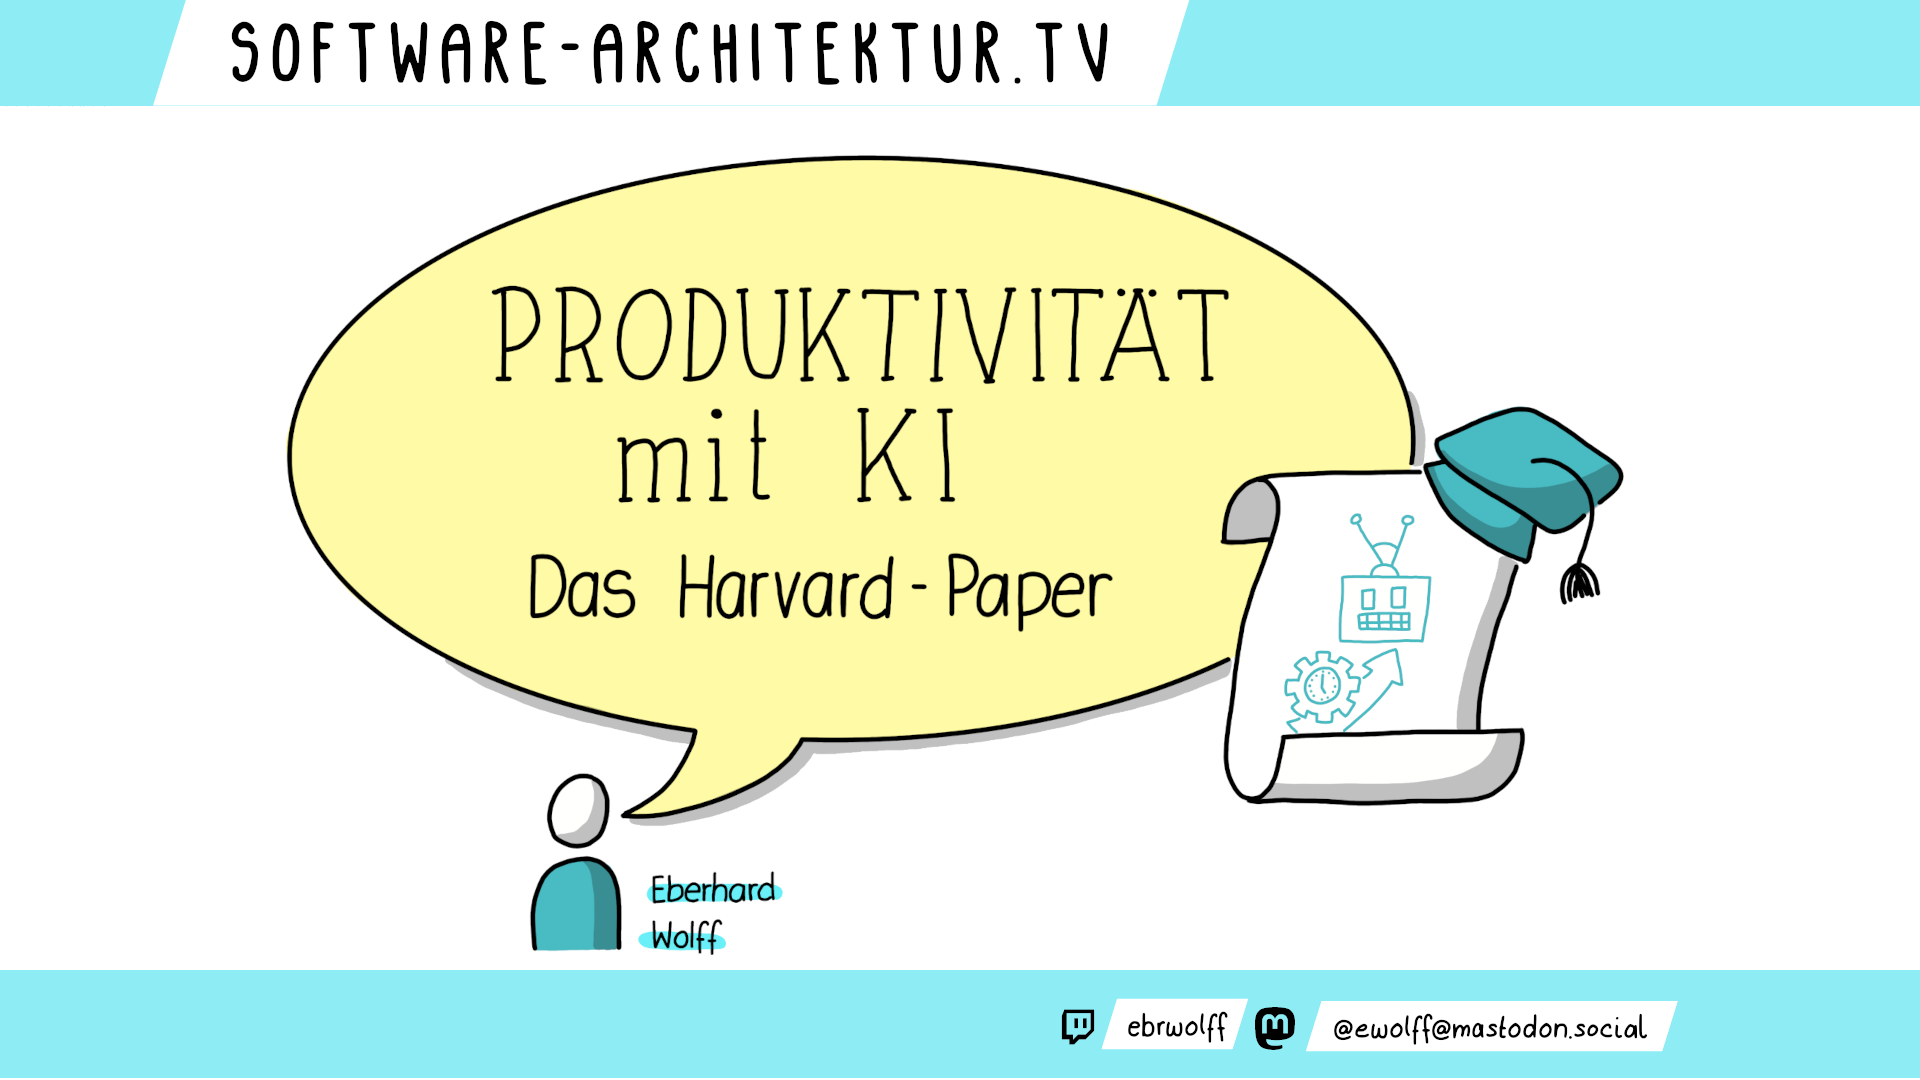 SOFTWARE-ARCHITEKTUR.TV
PRODUKTIVITÄT
mit KI
Das Harvard-Paper
Eberhard
Wolff
ebrwolff
@ewolff@mastodon.social